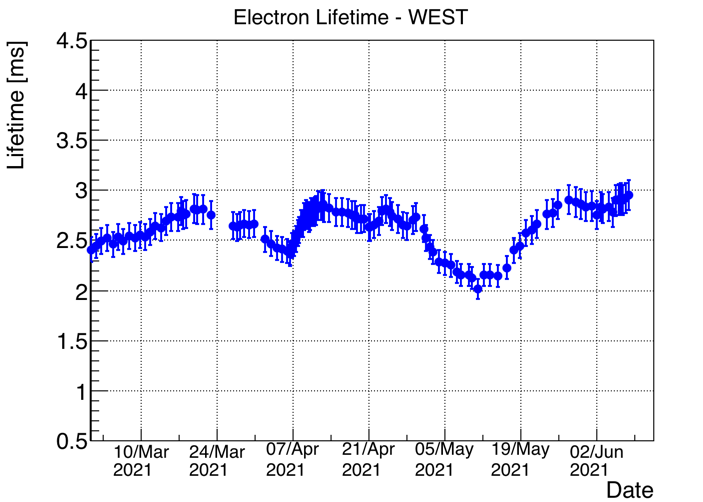 Electron Lifetime - WEST
Lifetime [ms]
4.5
4
3.5
3
2.5
2
1.5
1
0.5
10/Mar 24/Mar 07/Apr 21/Apr 05/May 19/May 02/Jun
2021 2021 2021 2021 2021 2021 2021
Date